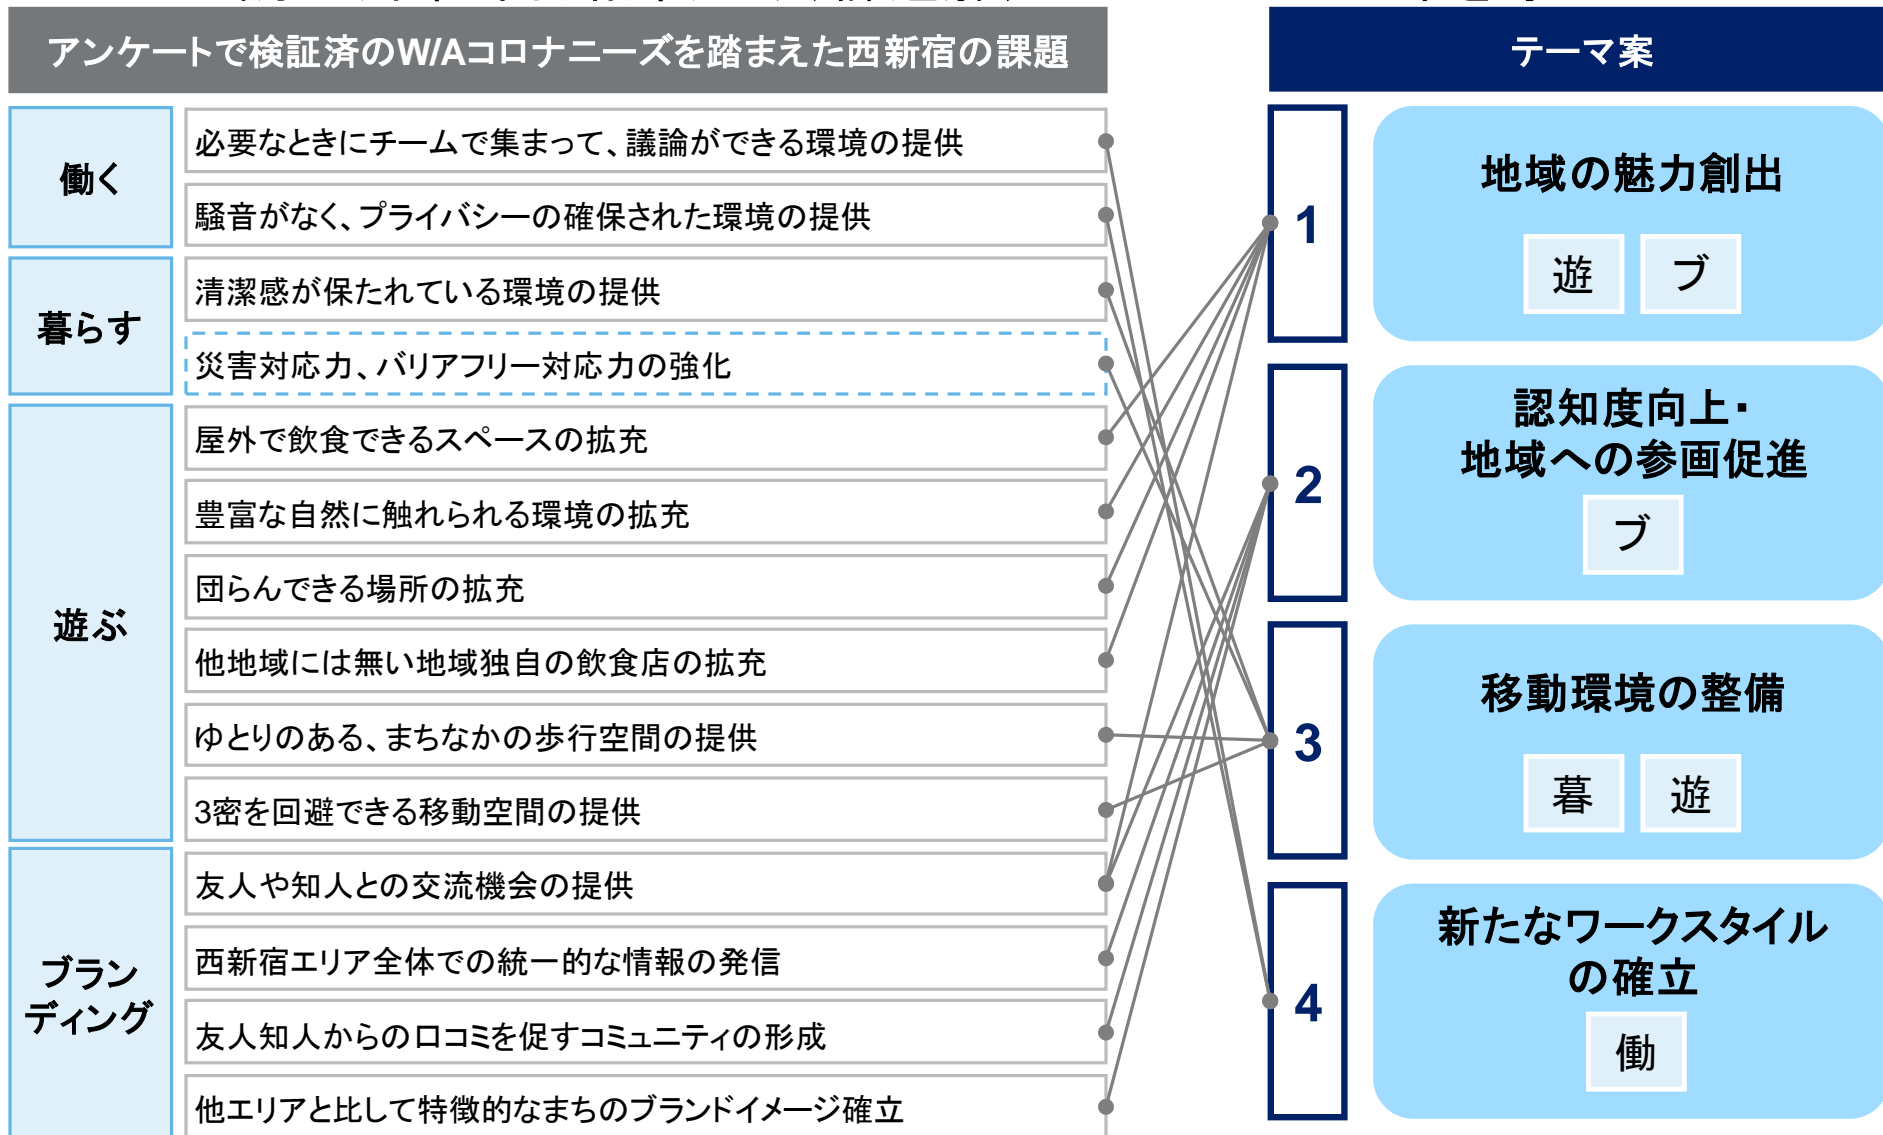 アンケートで検証済のW/Aコロナニーズを踏まえた西新宿の課題
テーマ案
働く
必要なときにチームで集まって、議論ができる環境の提供
騒音がなく、プライバシーの確保された環境の提供
暮らす
清潔感が保たれている環境の提供
災害対応力、バリアフリー対応力の強化
遊ぶ
屋外で飲食できるスペースの拡充
豊富な自然に触れられる環境の拡充
団らんできる場所の拡充
他地域には無い地域独自の飲食店の拡充
ゆとりのある、まちなかの歩行空間の提供
3密を回避できる移動空間の提供
ブラン
ディング
友人や知人との交流機会の提供
西新宿エリア全体での統一的な情報の発信
友人知人からの口コミを促すコミュニティの形成
他エリアと比して特徴的なまちのブランドイメージ確立
1
地域の魅力創出
遊 ブ
2
認知度向上・
地域への参画促進
ブ
3
移動環境の整備
暮 遊
4
新たなワークスタイル
の確立
働